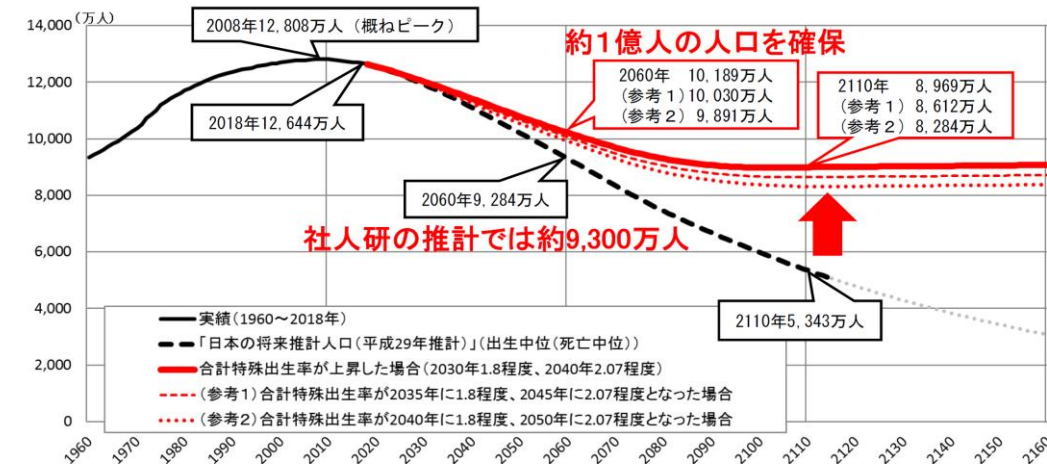 (万人)
14,000
12,000
10,000
8,000
6,000
4,000
2,000
0
2008年12,808万人（概ねピーク）
2018年12,644万人
約１億人の人口を確保
2060年　10,189万人
（参考１）10,030万人
（参考２） 9,891万人
2110年　8,969万人
（参考１） 8,612万人
（参考２） 8,284万人
2060年9,284万人
社人研の推計では約9,300万人
2110年5,343万人
実績（1960～2018年）
「日本の将来推計人口（平成29年推計）」（出生中位（死亡中位））
合計特殊出生率が上昇した場合（2030年1.8程度、2040年2.07程度）
（参考１）合計特殊出生率が2035年に1.8程度、2045年に2.07程度となった場合
（参考２）合計特殊出生率が2040年に1.8程度、2050年に2.07程度となった場合
1960 1970 1980 1990 2000 2010 2020 2030 2040 2050 2060 2070 2080 2090 2100 2110 2120 2130 2140 2150 2160